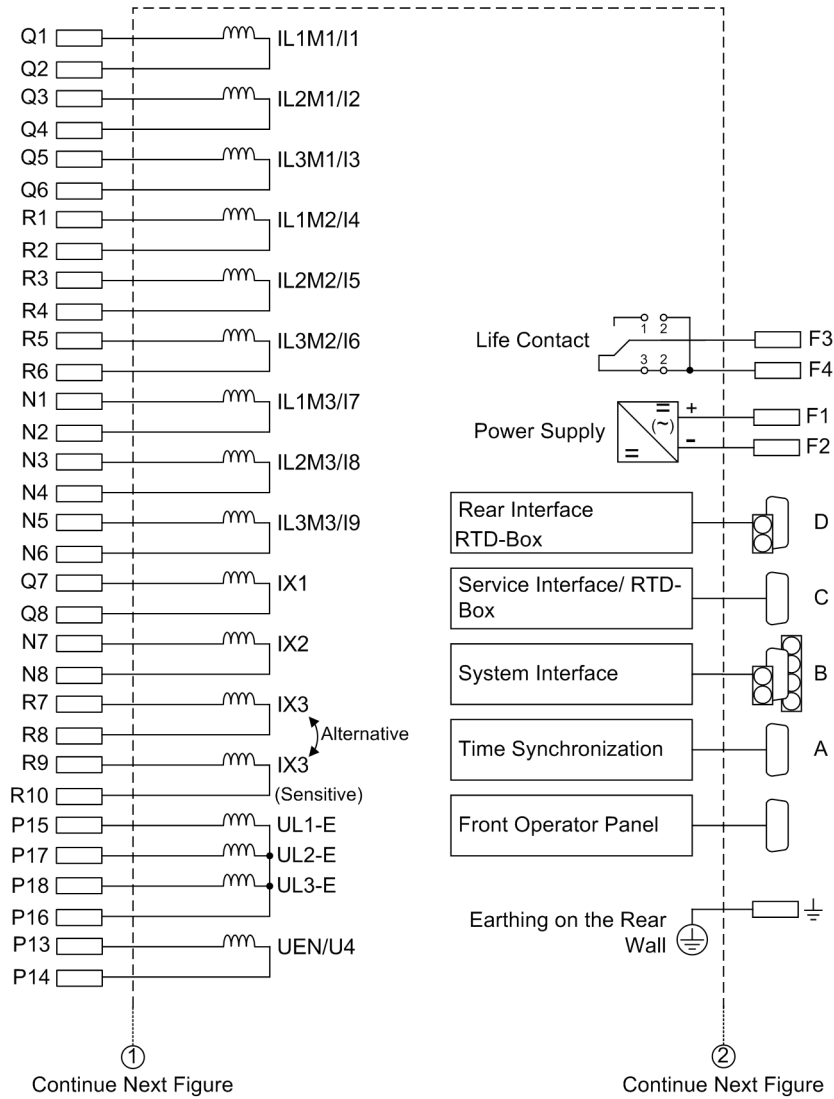 Q1 IL1M1/I1
Q2
Q3 IL2M1/I2
Q4
Q5 IL3M1/I3
Q6
R1 IL1M2/I4
R2
R3 IL2M2/I5
R4
R5 IL3M2/I6
R6
N1 IL1M3/I7
N2
N3 IL2M3/I8
N4
N5 IL3M3/I9
N6
Q7 IX1
Q8
N7 IX2
N8
R7 IX3
R8 Alternative
R9 IX3
R10 (Sensitive)
P15 UL1-E
P17 UL2-E
P18 UL3-E
P16
P13 UEN/U4
P14
1
Continue Next Figure
Life Contact
1 2
3 2
F3
F4
Power Supply
=
(~)
=
+
-
F1
F2
Rear Interface
RTD-Box
D
Service Interface/ RTD-
Box
C
System Interface
B
Time Synchronization
A
Front Operator Panel
Earthing on the Rear
Wall
2
Continue Next Figure